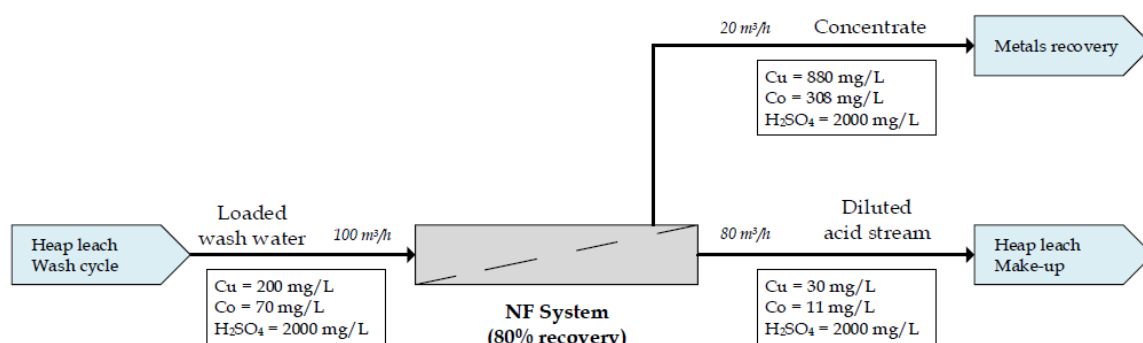 20 m³/h
Concentrate
Metals recovery
Cu = 880 mg/L
Co = 308 mg/L
H₂SO₄ = 2000 mg/L
Heap leach
Wash cycle
Loaded
wash water
100 m³/h
Cu = 200 mg/L
Co = 70 mg/L
H₂SO₄ = 2000 mg/L
NF System
(80% recovery)
80 m³/h
Diluted
acid stream
Cu = 30 mg/L
Co = 11 mg/L
H₂SO₄ = 2000 mg/L
Heap leach
Make-up